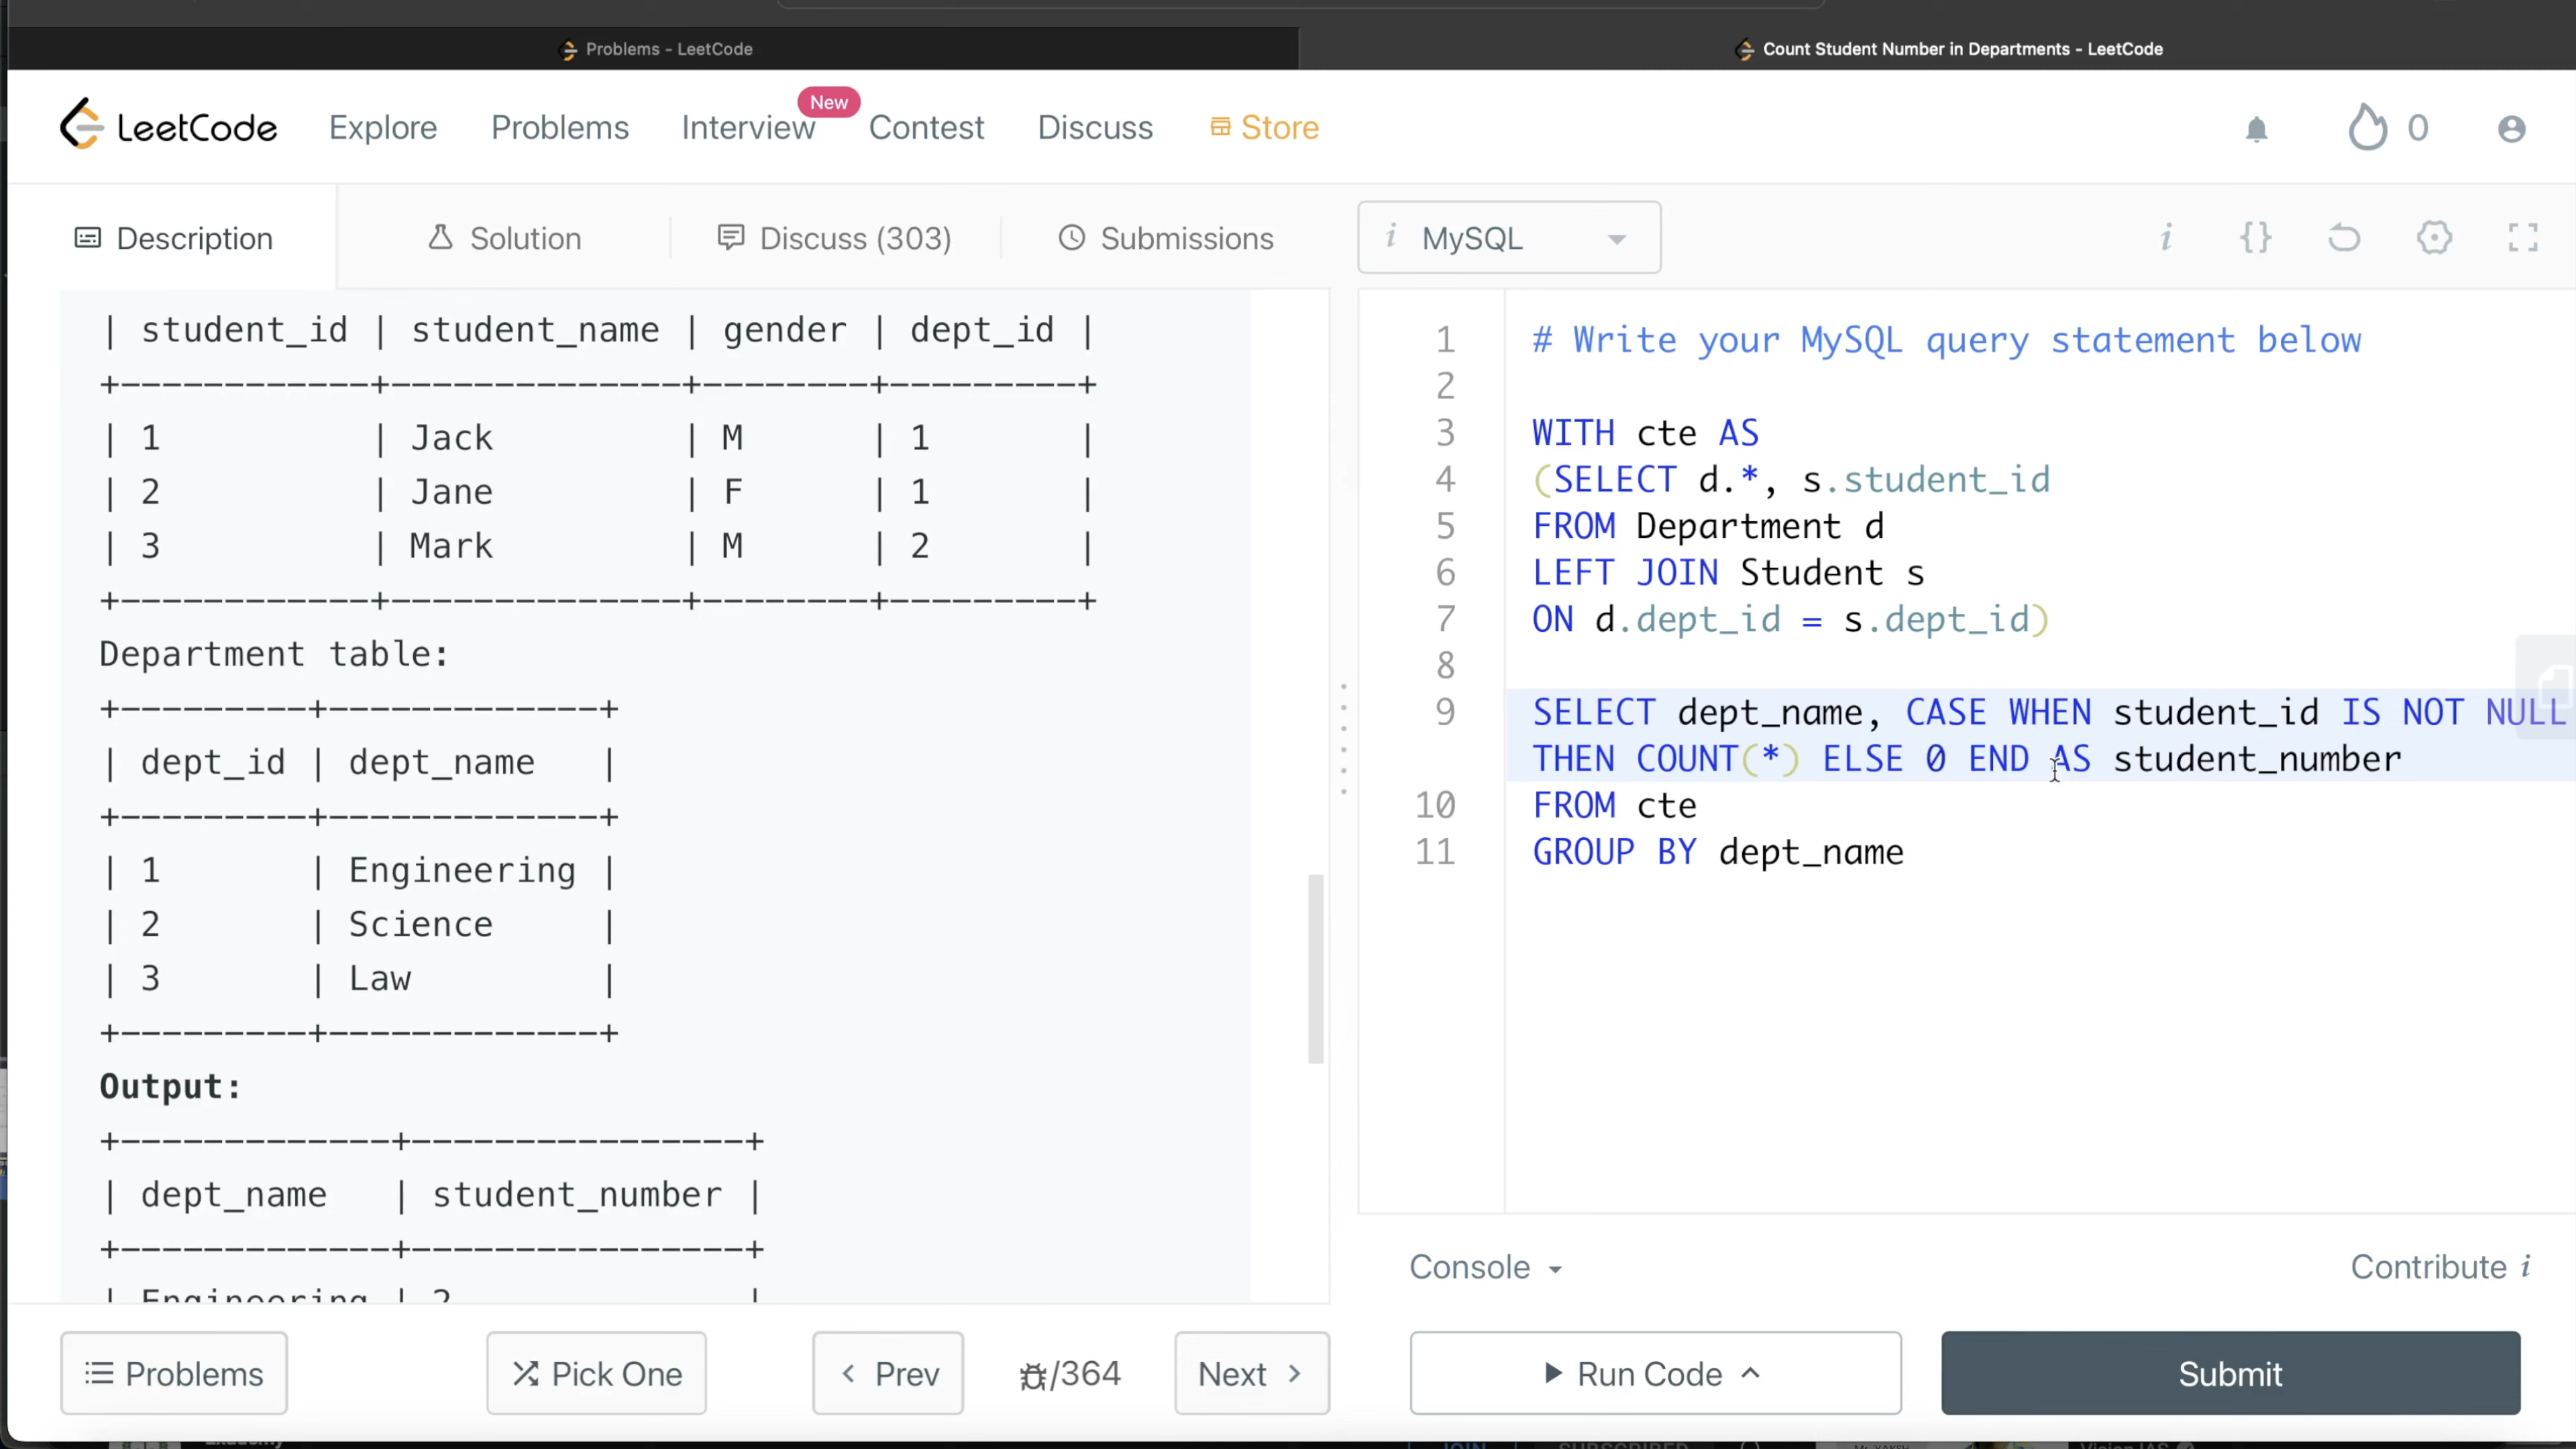 Problems - LeetCode
Count Student Number in Departments - LeetCode
LeetCode Explore Problems Interview New Contest Discuss Store 0
Description Solution Discuss (303) Submissions
i MySQL i {}
| student_id | student_name | gender | dept_id |
+------------+--------------+--------+---------+
| 1 | Jack | M | 1 |
| 2 | Jane | F | 1 |
| 3 | Mark | M | 2 |
+------------+--------------+--------+---------+
Department table:
+---------+-------------+
| dept_id | dept_name |
+---------+-------------+
| 1 | Engineering |
| 2 | Science |
| 3 | Law |
+---------+-------------+
Output:
+-------------+----------------+
| dept_name | student_number |
+-------------+----------------+
| Engineering | 2 |
1 # Write your MySQL query statement below
2
3 WITH cte AS
4 (SELECT d.*, s.student_id
5 FROM Department d
6 LEFT JOIN Student s
7 ON d.dept_id = s.dept_id)
8
9 SELECT dept_name, CASE WHEN student_id IS NOT NULL
THEN COUNT(*) ELSE 0 END AS student_number
10 FROM cte
11 GROUP BY dept_name
Console Contribute i
Problems Pick One < Prev /364 Next > Run Code Submit